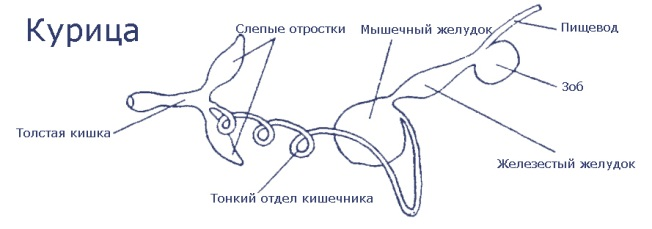 Курица
Слепые отростки
Мышечный желудок
Пищевод
Зоб
Толстая кишка
Железестый желудок
Тонкий отдел кишечника